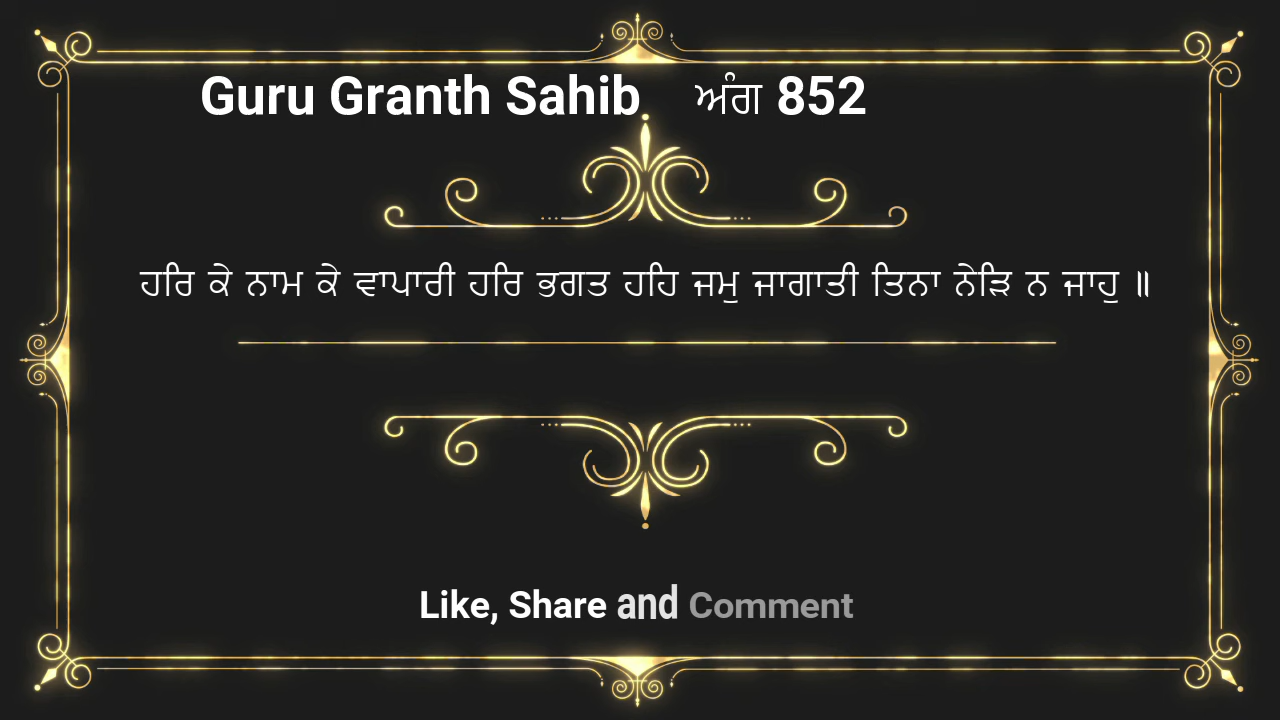 Guru Granth Sahib ਅੰਗ 852
ਹਰਿ ਕੇ ਨਾਮ ਕੇ ਵਾਪਾਰੀ ਹਰਿ ਭਗਤ ਹਹਿ ਜਮੁ ਜਾਗਾਤੀ ਤਿਨਾ ਨੇੜਿ ਨ ਜਾਹੁ ॥
Like, Share and Comment